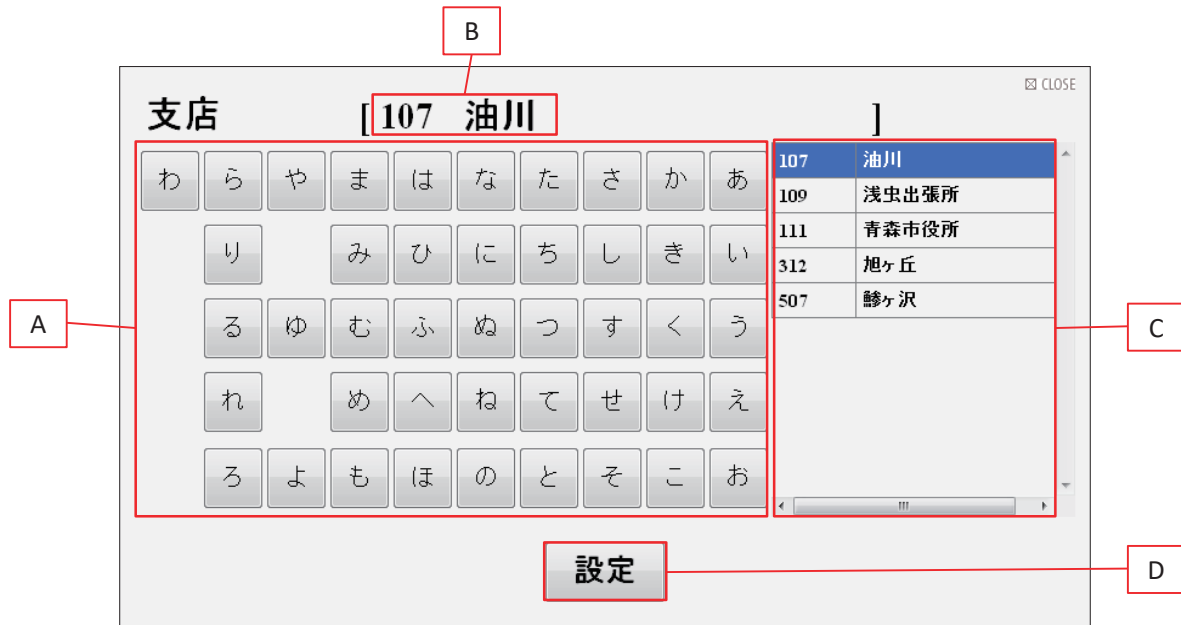 B
☒ CLOSE
支店 [ 107 油川 ]
わ ら や ま は な た さ か あ
り み ひ に ち し き い
る ゆ む ふ ぬ つ す く う
れ め へ ね て せ け え
ろ よ も ほ の と そ こ お
107 油川
109 浅虫出張所
111 青森市役所
312 旭ヶ丘
507 鯵ヶ沢
A
C
設定
D